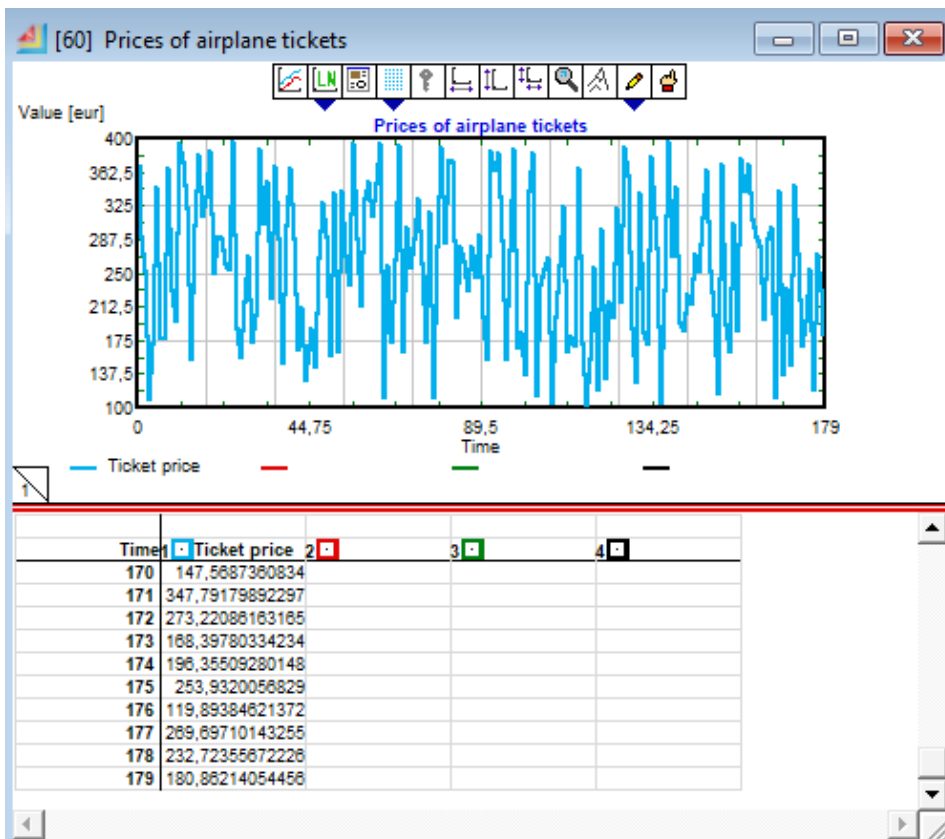 [60] Prices of airplane tickets
LN
Value [eur]
Prices of airplane tickets
400
362,5
325
287,5
250
212,5
175
137,5
100
0 44,75 89,5 134,25 179
Time
Ticket price
1
Time 1 Ticket price 2 3 4
170 147,5687360834
171 347,79179892297
172 273,22086163165
173 168,39780334234
174 196,35509280148
175 253,9320056829
176 119,89384621372
177 269,69710143255
178 232,72355672226
179 180,86214054456